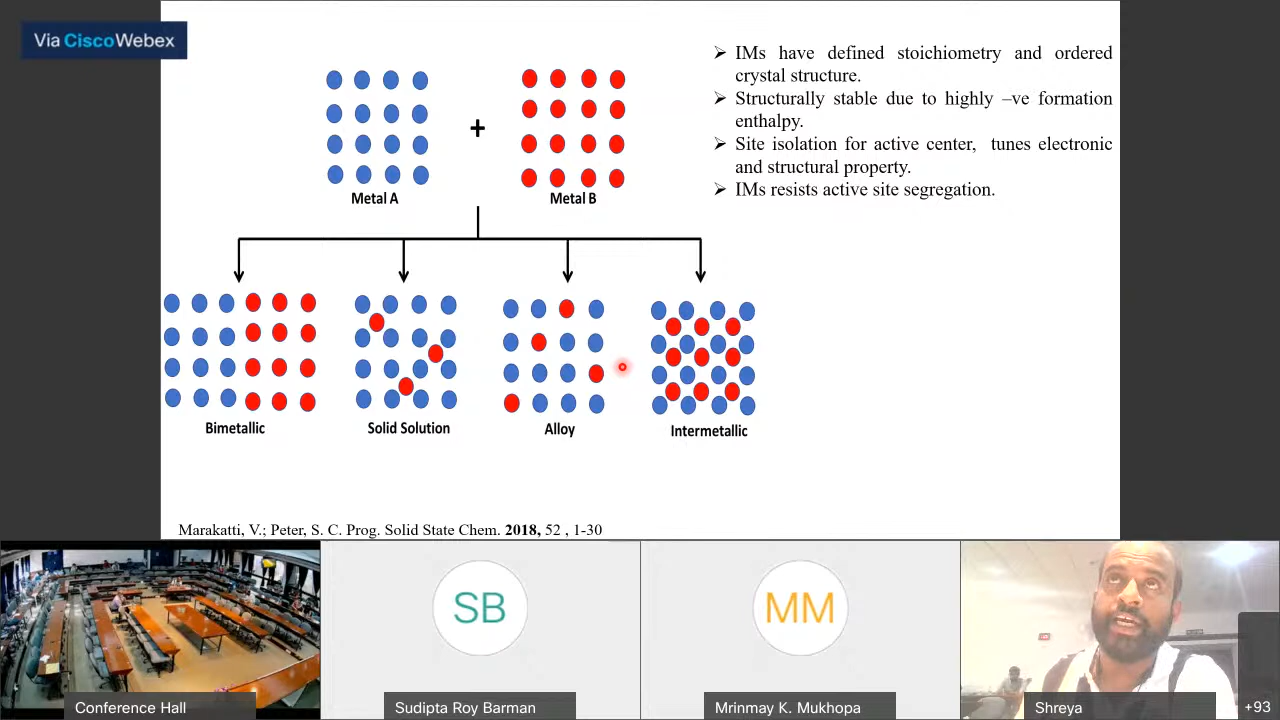 Via Cisco Webex
➢ IMs have defined stoichiometry and ordered
crystal structure.
➢ Structurally stable due to highly –ve formation
enthalpy.
➢ Site isolation for active center, tunes electronic
and structural property.
➢ IMs resists active site segregation.
+
Metal A
Metal B
Bimetallic
Solid Solution
Alloy
Intermetallic
Marakatti, V.; Peter, S. C. Prog. Solid State Chem. 2018, 52 , 1-30
SB
MM
Conference Hall
Sudipta Roy Barman
Mrinmay K. Mukhopa
Shreya
+93